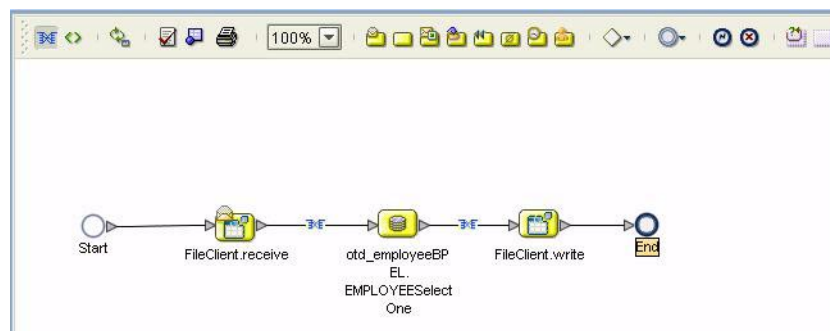 100%
Start
FileClient.receive
otd_employeeBP
EL.
EMPLOYEESelect
One
FileClient.write
End